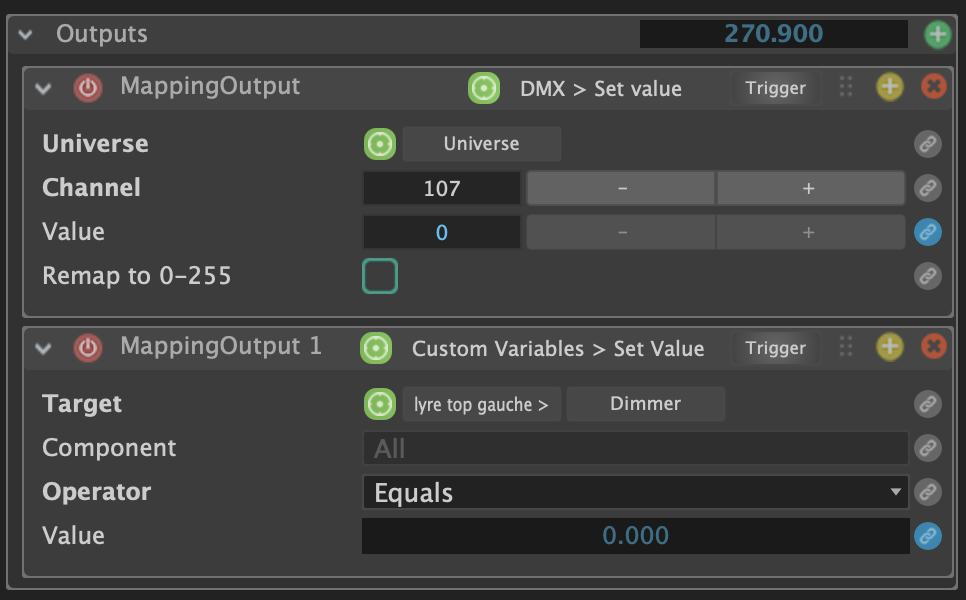 Outputs 270.900
MappingOutput DMX > Set value Trigger
Universe Universe
Channel 107 - +
Value 0 - +
Remap to 0-255
MappingOutput 1 Custom Variables > Set Value Trigger
Target lyre top gauche > Dimmer
Component All
Operator Equals
Value 0.000